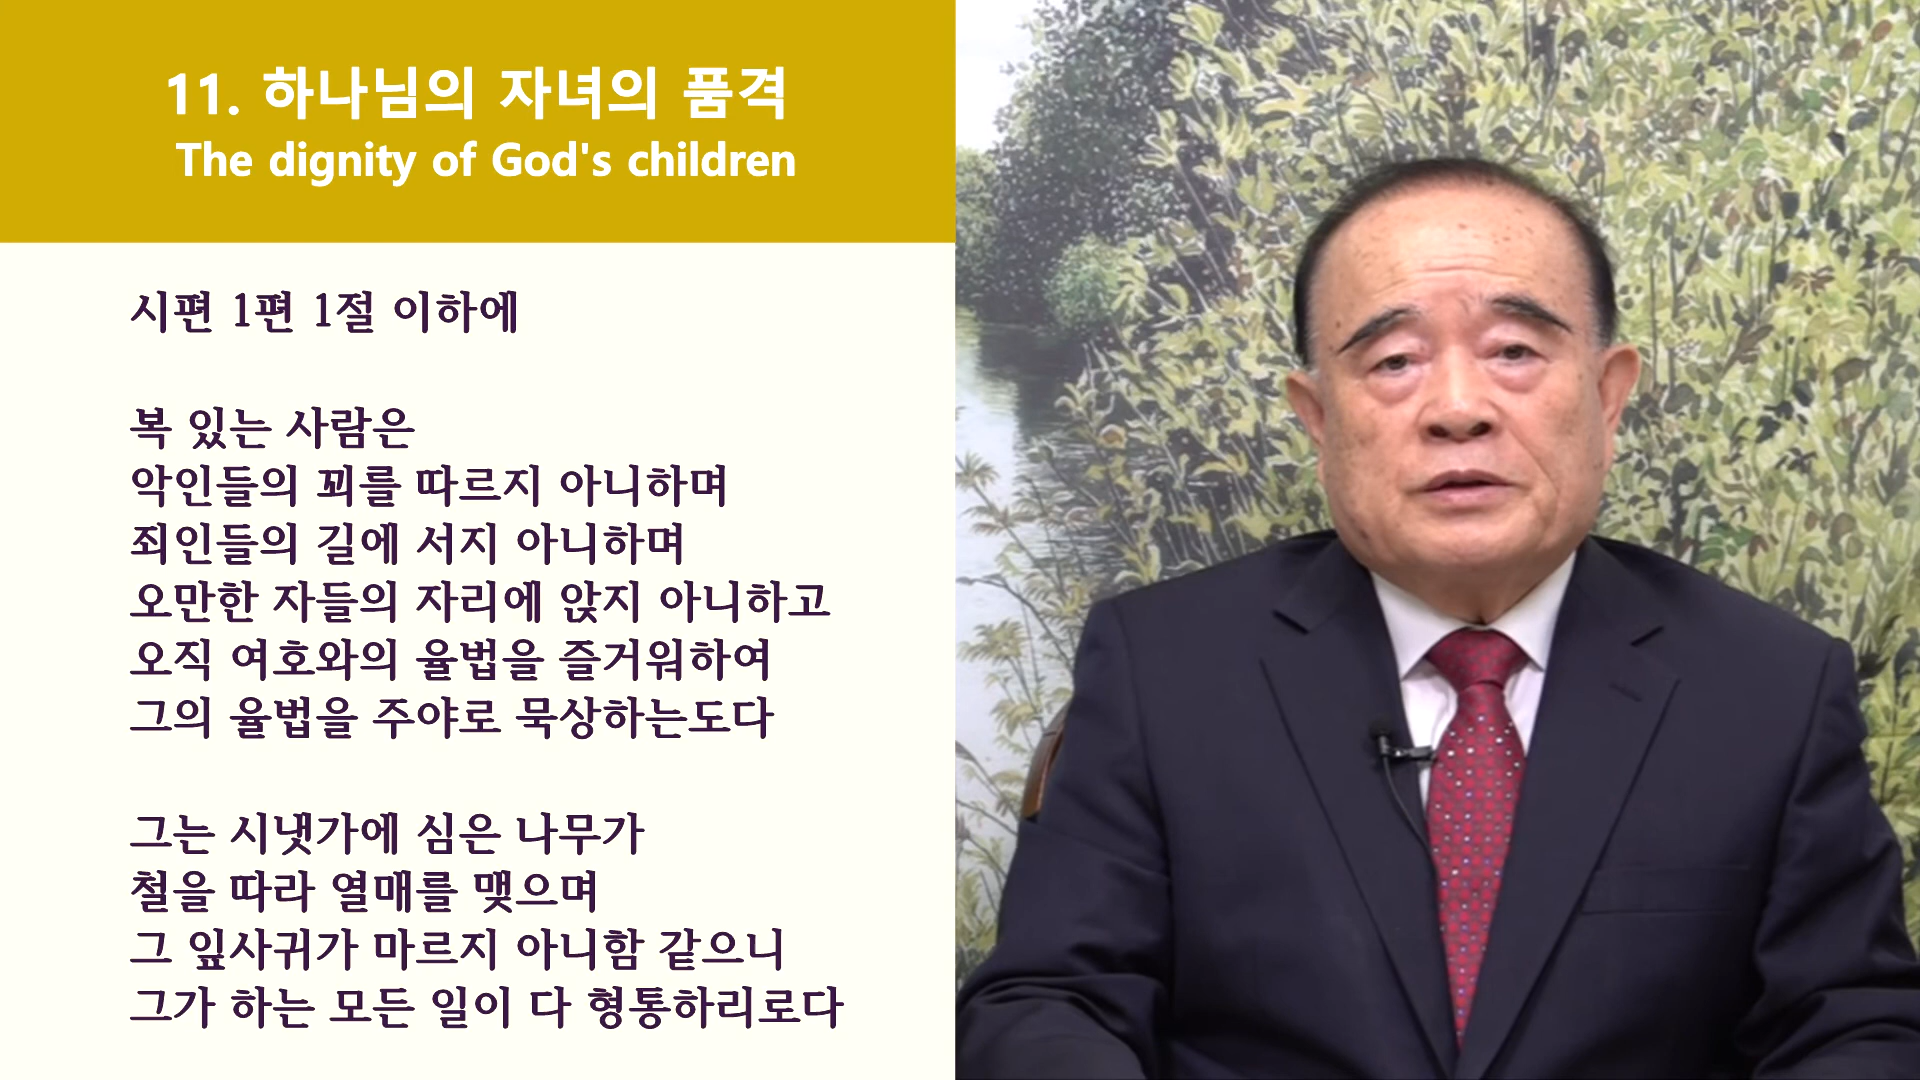 11. 하나님의 자녀의 품격
The dignity of God's children
시편 1편 1절 이하에
복 있는 사람은
악인들의 꾀를 따르지 아니하며
죄인들의 길에 서지 아니하며
오만한 자들의 자리에 앉지 아니하고
오직 여호와의 율법을 즐거워하여
그의 율법을 주야로 묵상하는도다
그는 시냇가에 심은 나무가
철을 따라 열매를 맺으며
그 잎사귀가 마르지 아니함 같으니
그가 하는 모든 일이 다 형통하리로다